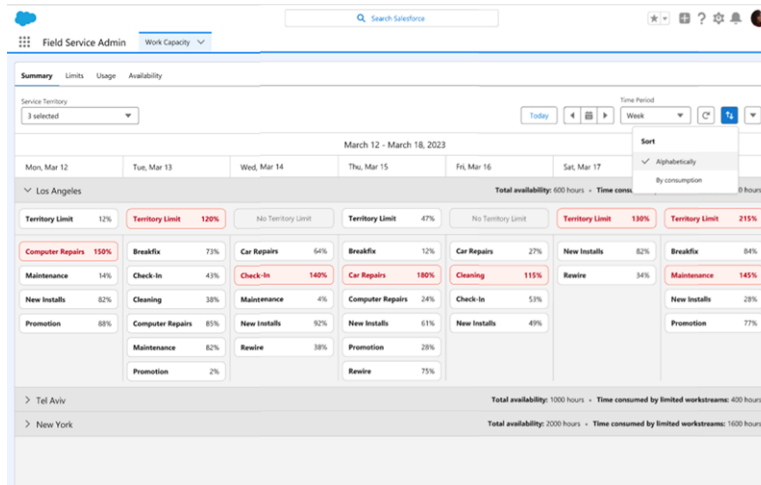 Search Salesforce
Field Service Admin Work Capacity
Summary Limits Usage Availability
Service Territory Time Period
3 selected Today Week
Sort
March 12 - March 18, 2023
Alphabetically
Mon, Mar 12 Tue, Mar 13 Wed, Mar 14 Thu, Mar 15 Fri, Mar 16 Sat, Mar 17
By consumption
Los Angeles Total availability: 600 hours • Time hours
Territory Limit 12% Territory Limit 120% No Territory Limit Territory Limit 47% No Territory Limit Territory Limit 130% Territory Limit 215%
Computer Repairs 150% Breakfix 73% Car Repairs 64% Breakfix 12% Car Repairs 27% New Installs 82% Breakfix 84%
Maintenance 14% Check-In 43% Check-In 140% Car Repairs 180% Cleaning 115% Rewire 34% Maintenance 145%
New Installs 82% Cleaning 38% Maintenance 4% Computer Repairs 24% Check-In 53% New Installs 28%
Promotion 88% Computer Repairs 65% New Installs 92% New Installs 61% New Installs 49% Promotion 77%
Maintenance 82% Rewire 38% Promotion 28%
Promotion 2% Rewire 75%
Tel Aviv Total availability: 1000 hours • Time consumed by limited workstreams: 400 hours
New York Total availability: 2000 hours • Time consumed by limited workstreams: 1600 hours